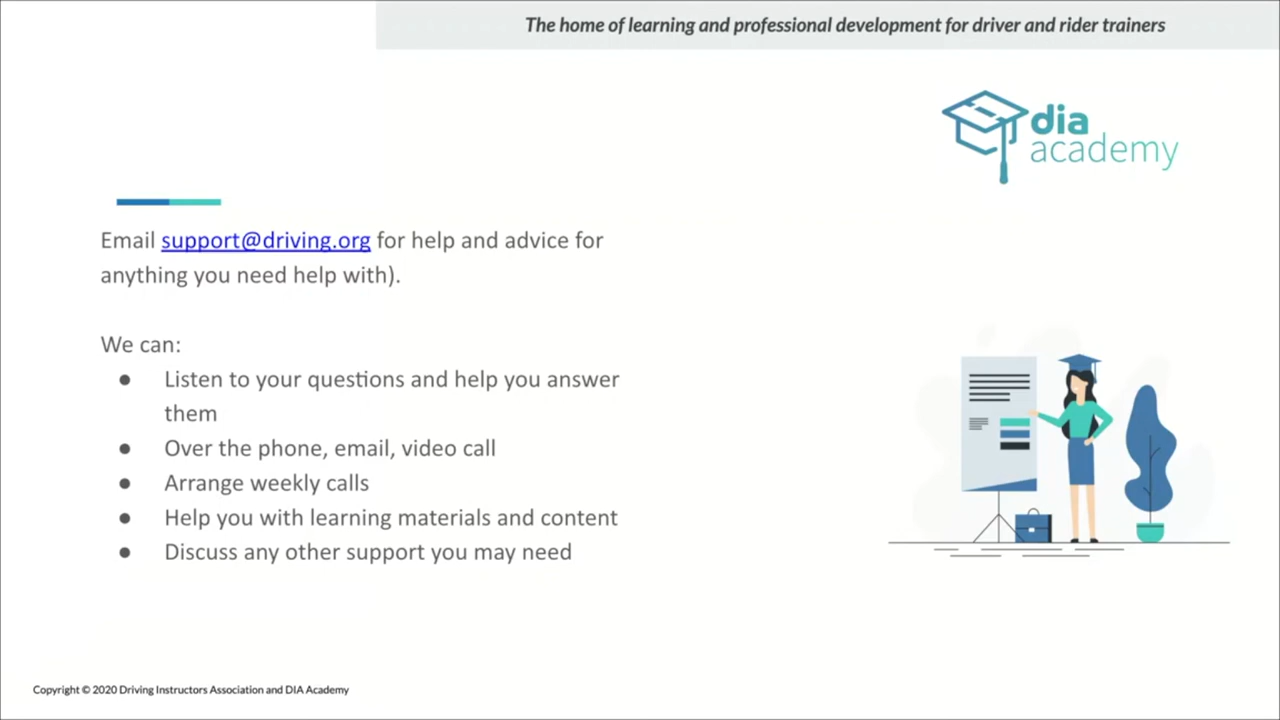 The home of learning and professional development for driver and rider trainers
dia
academy
Email support@driving.org for help and advice for
anything you need help with).
We can:
● Listen to your questions and help you answer
them
● Over the phone, email, video call
● Arrange weekly calls
● Help you with learning materials and content
● Discuss any other support you may need
Copyright © 2020 Driving Instructors Association and DIA Academy